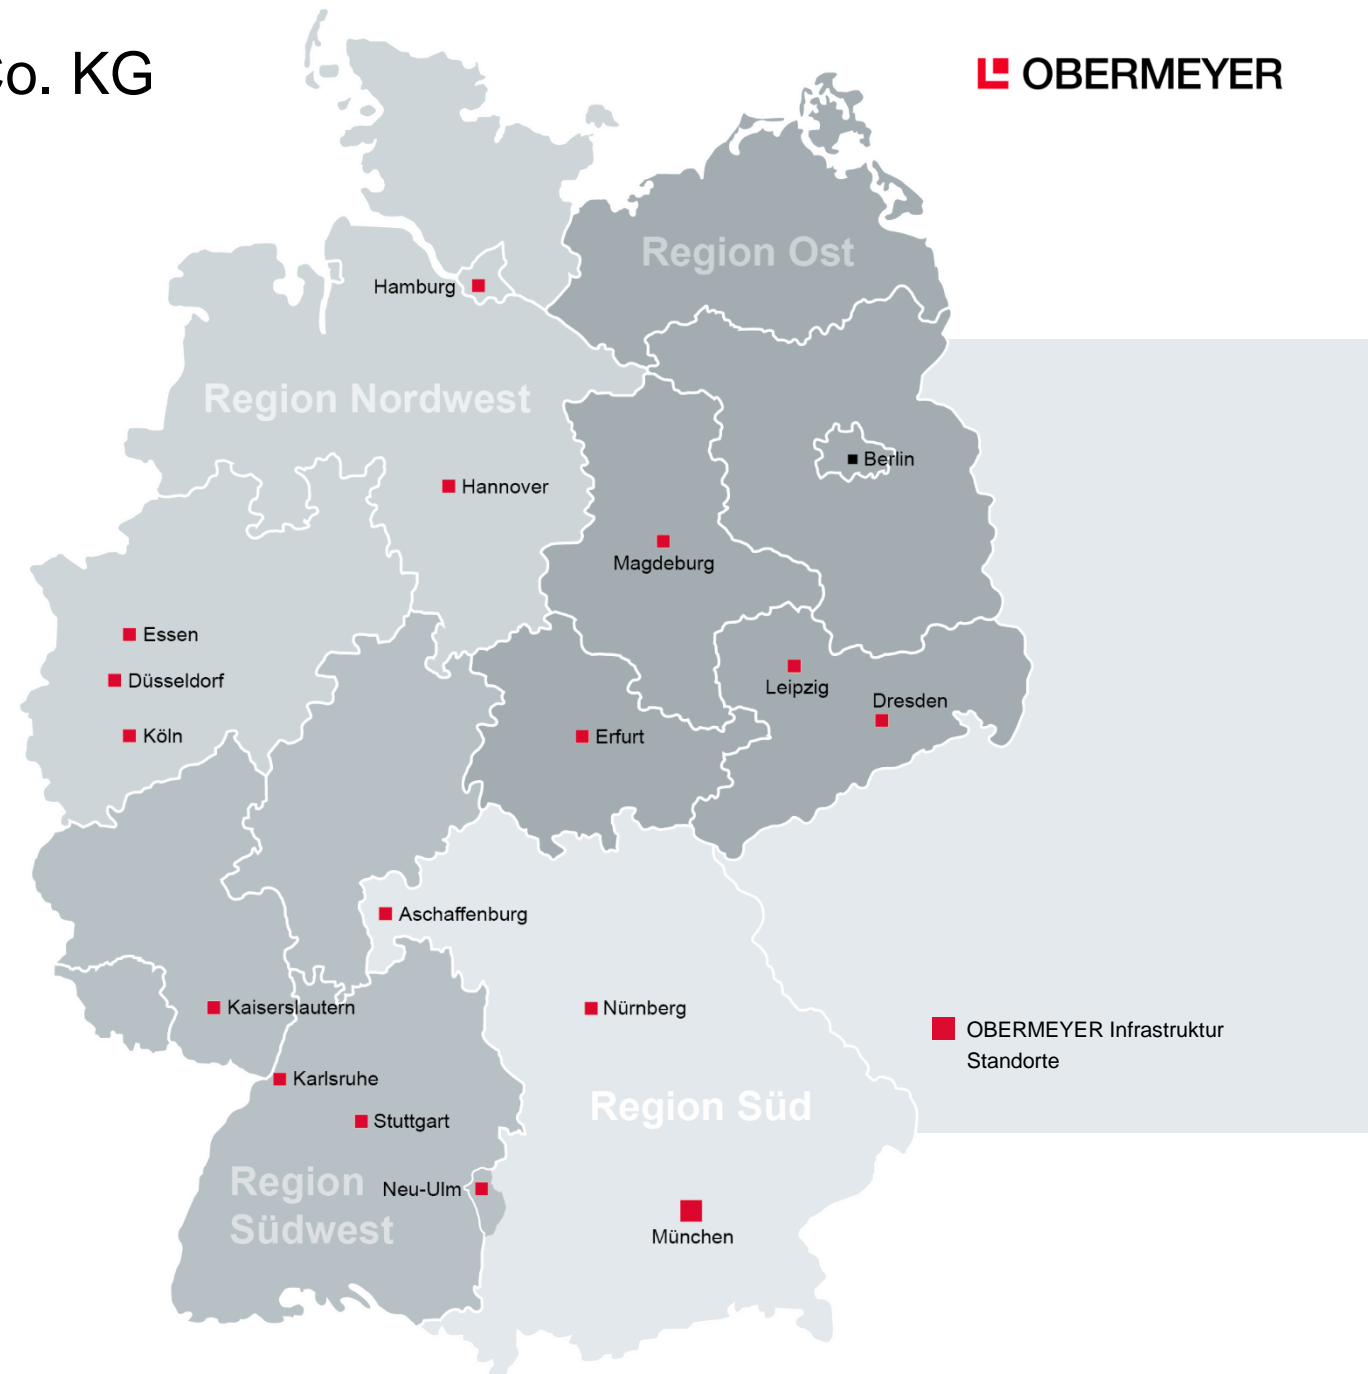 Co. KG
OBERMEYER
Region Ost
Hamburg
Region Nordwest
Berlin
Hannover
Magdeburg
Essen
Düsseldorf
Leipzig
Dresden
Köln
Erfurt
Aschaffenburg
Kaiserslautern
Nürnberg
OBERMEYER Infrastruktur
Standorte
Karlsruhe
Region Süd
Stuttgart
Region
Südwest
Neu-Ulm
München